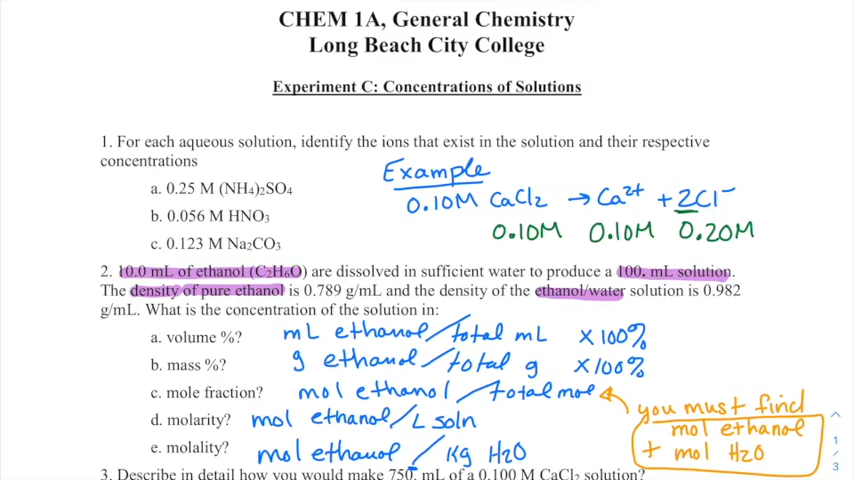 CHEM 1A, General Chemistry
Long Beach City College
Experiment C: Concentrations of Solutions
1. For each aqueous solution, identify the ions that exist in the solution and their respective
concentrations
Example
a. 0.25 M (NH₄)₂SO₄
0.10M CaCl₂ → Ca²⁺ + 2Cl⁻
b. 0.056 M HNO₃
0.10M 0.10M 0.20M
c. 0.123 M Na₂CO₃
2. 10.0 mL of ethanol (C₂H₆O) are dissolved in sufficient water to produce a 100. mL solution.
The density of pure ethanol is 0.789 g/mL and the density of the ethanol/water solution is 0.982
g/mL. What is the concentration of the solution in:
a. volume %? mL ethanol/total mL x100%
b. mass %? g ethanol/total g x100%
c. mole fraction? mol ethanol/total mol
you must find
d. molarity? mol ethanol/L soln
mol ethanol
+ mol H₂O
e. molality? mol ethanol/kg H₂O
3. Describe in detail how you would make 750. mL of a 0.100 M CaCl₂ solution?
1
/
3